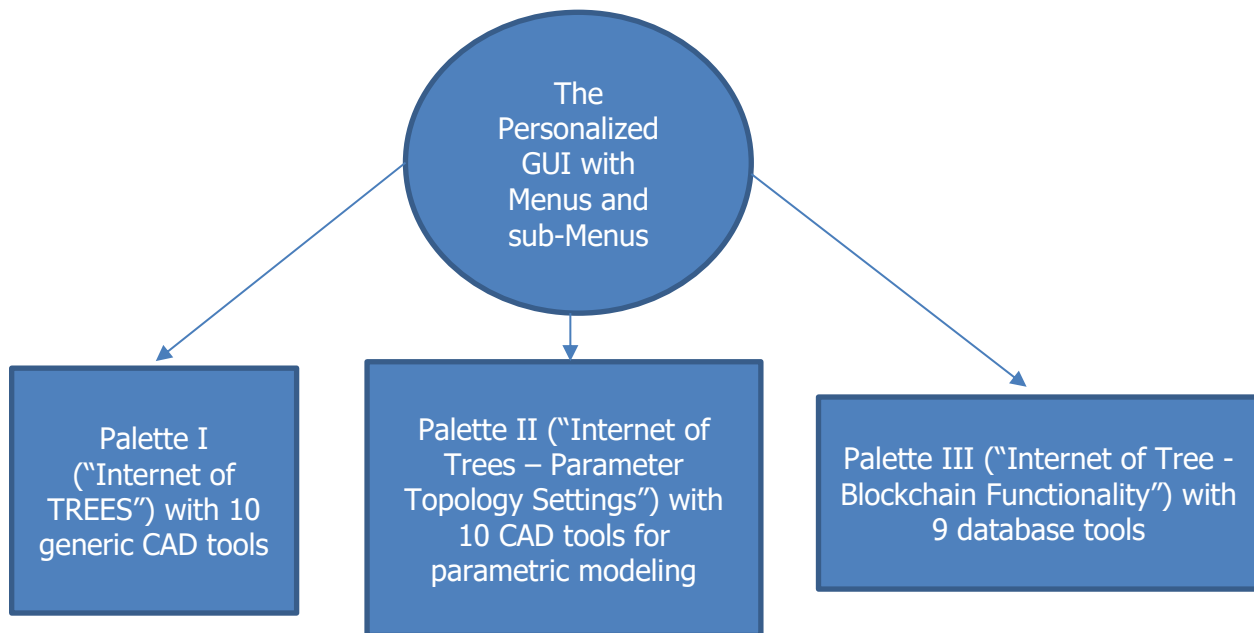 The
Personalized
GUI with
Menus and
sub-Menus
Palette I
(“Internet of
TREES”) with 10
generic CAD tools
Palette II (“Internet of
Trees – Parameter
Topology Settings”) with
10 CAD tools for
parametric modeling
Palette III (“Internet of Tree -
Blockchain Functionality”) with
9 database tools